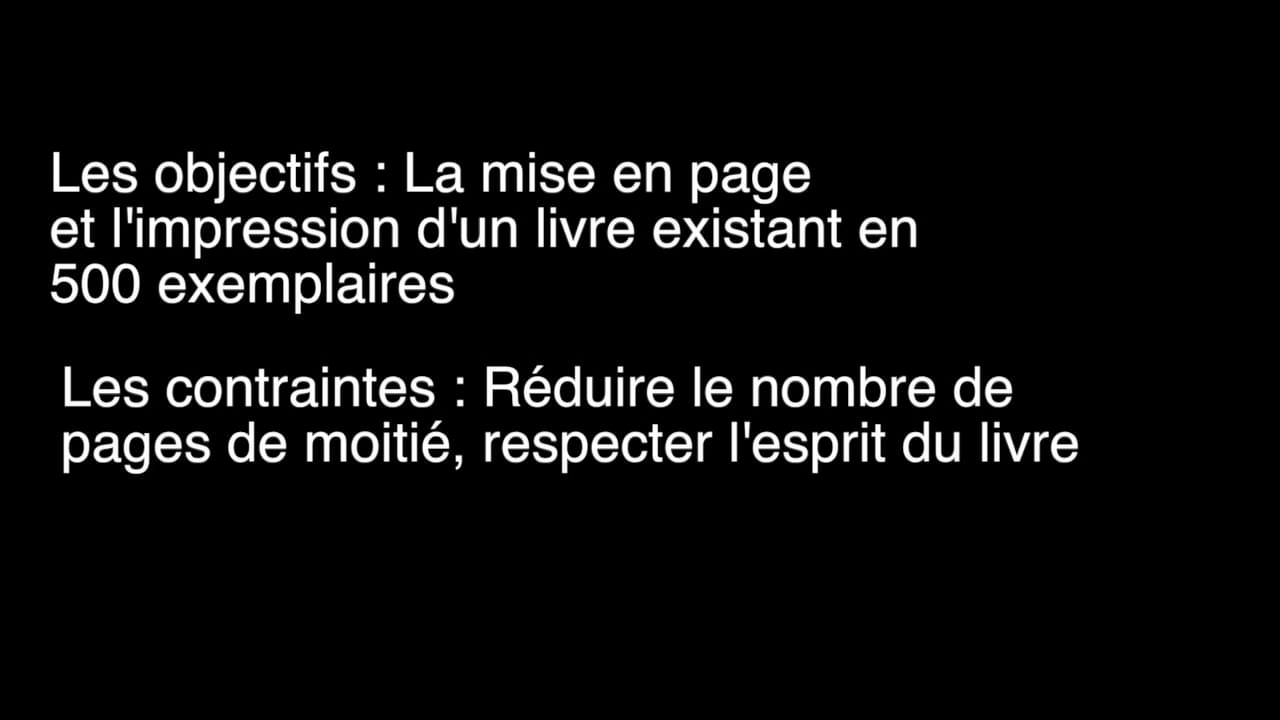 Les objectifs : La mise en page
et l'impression d'un livre existant en
500 exemplaires
Les contraintes : Réduire le nombre de
pages de moitié, respecter l'esprit du livre